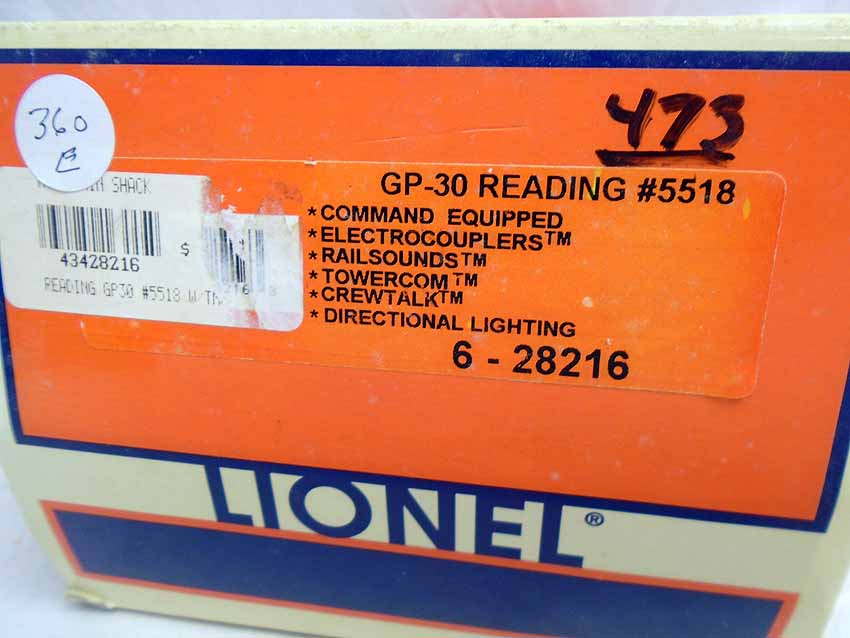 473
360
E
SHACK
GP-30 READING #5518
*COMMAND EQUIPPED
*ELECTROCOUPLERS™
*RAILSOUNDS™
*TOWERCOM™
*CREWTALK™
*DIRECTIONAL LIGHTING
6 - 28216
$
43428216
READING GP30 #5518 W/TM
LIONEL®